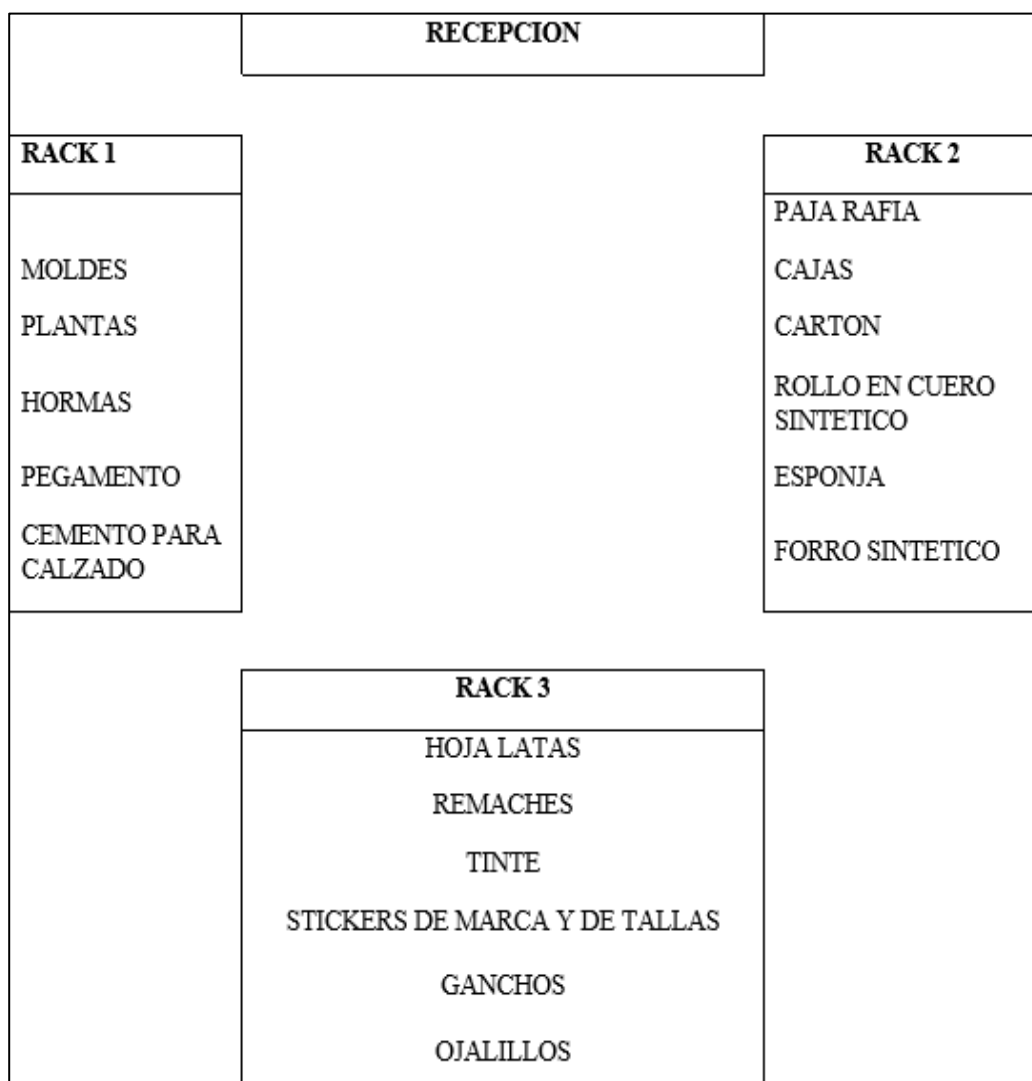 RECEPCION
RACK 1
MOLDES
PLANTAS
HORMAS
PEGAMENTO
CEMENTO PARA
CALZADO
RACK 2
PAJA RAFIA
CAJAS
CARTON
ROLLO EN CUERO
SINTETICO
ESPONJA
FORRO SINTETICO
RACK 3
HOJA LATAS
REMACHES
TINTE
STICKERS DE MARCA Y DE TALLAS
GANCHOS
OJALILLOS